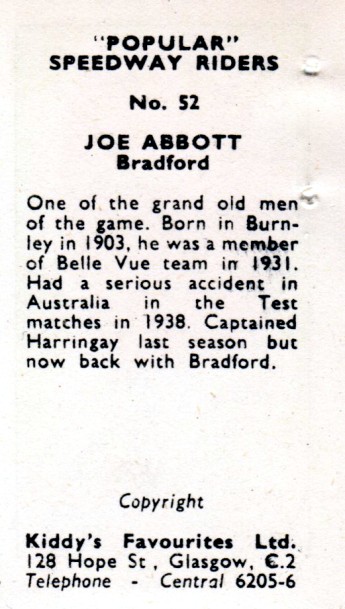 "POPULAR"
SPEEDWAY RIDERS
No. 52
JOE ABBOTT
Bradford
One of the grand old men
of the game. Born in Burn-
ley in 1903, he was a member
of Belle Vue team in 1931.
Had a serious accident in
Australia in the Test
matches in 1938. Captained
Harringay last season but
now back with Bradford.
Copyright
Kiddy's Favourites Ltd.
128 Hope St, Glasgow, C.2
Telephone - Central 6205-6